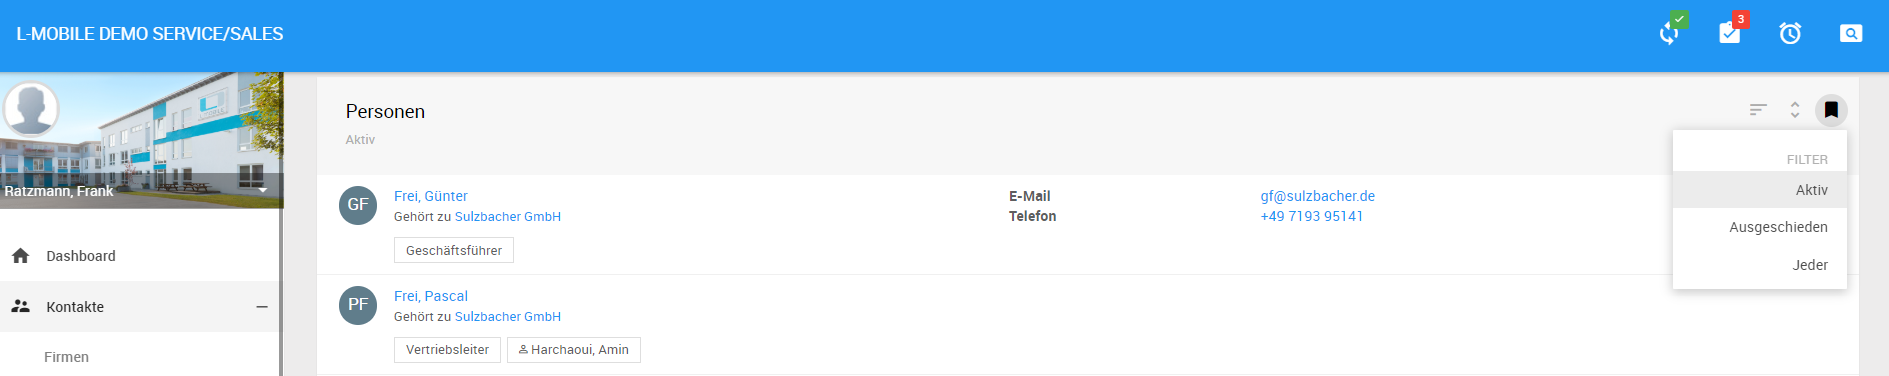 L-MOBILE DEMO SERVICE/SALES
3
Ratzmann, Frank
Dashboard
Kontakte
Firmen
Personen
Aktiv
FILTER
Aktiv
Ausgeschieden
Jeder
GF
Frei, Günter
Gehört zu Sulzbacher GmbH
Geschäftsführer
E-Mail gf@sulzbacher.de
Telefon +49 7193 95141
PF
Frei, Pascal
Gehört zu Sulzbacher GmbH
Vertriebsleiter Harchaoui, Amin